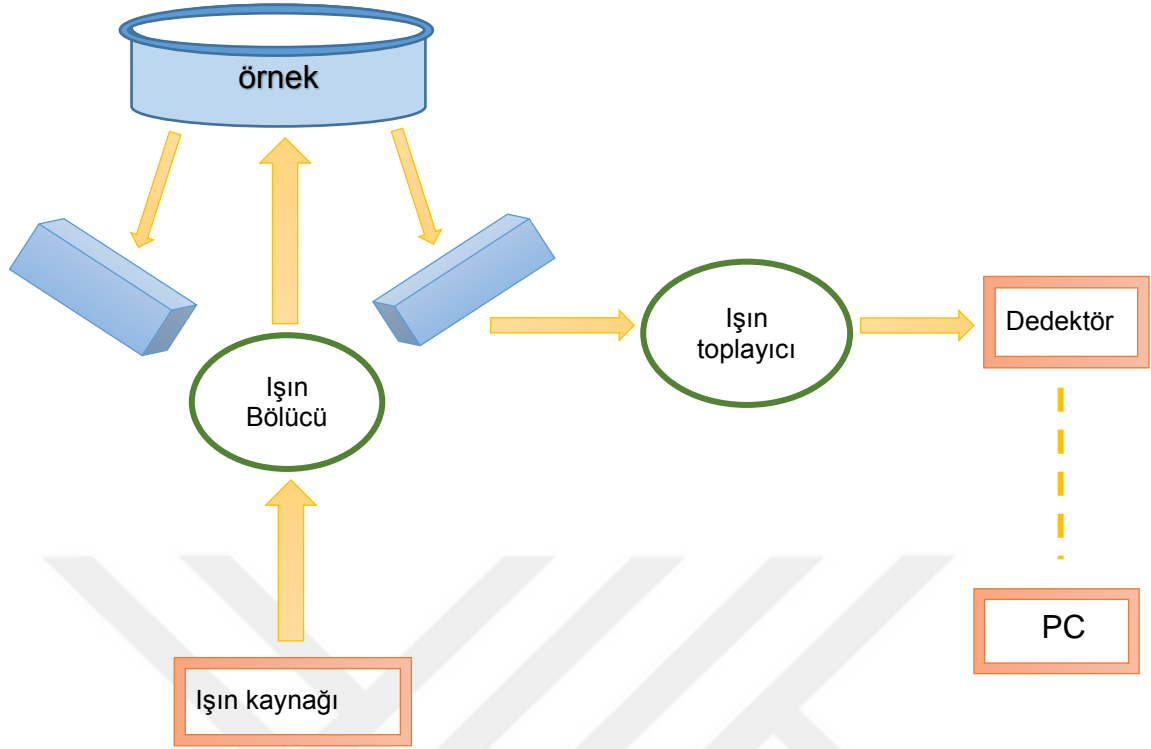 örnek
Işın
Bölücü
Işın
toplayıcı
Dedektör
PC
Işın kaynağı